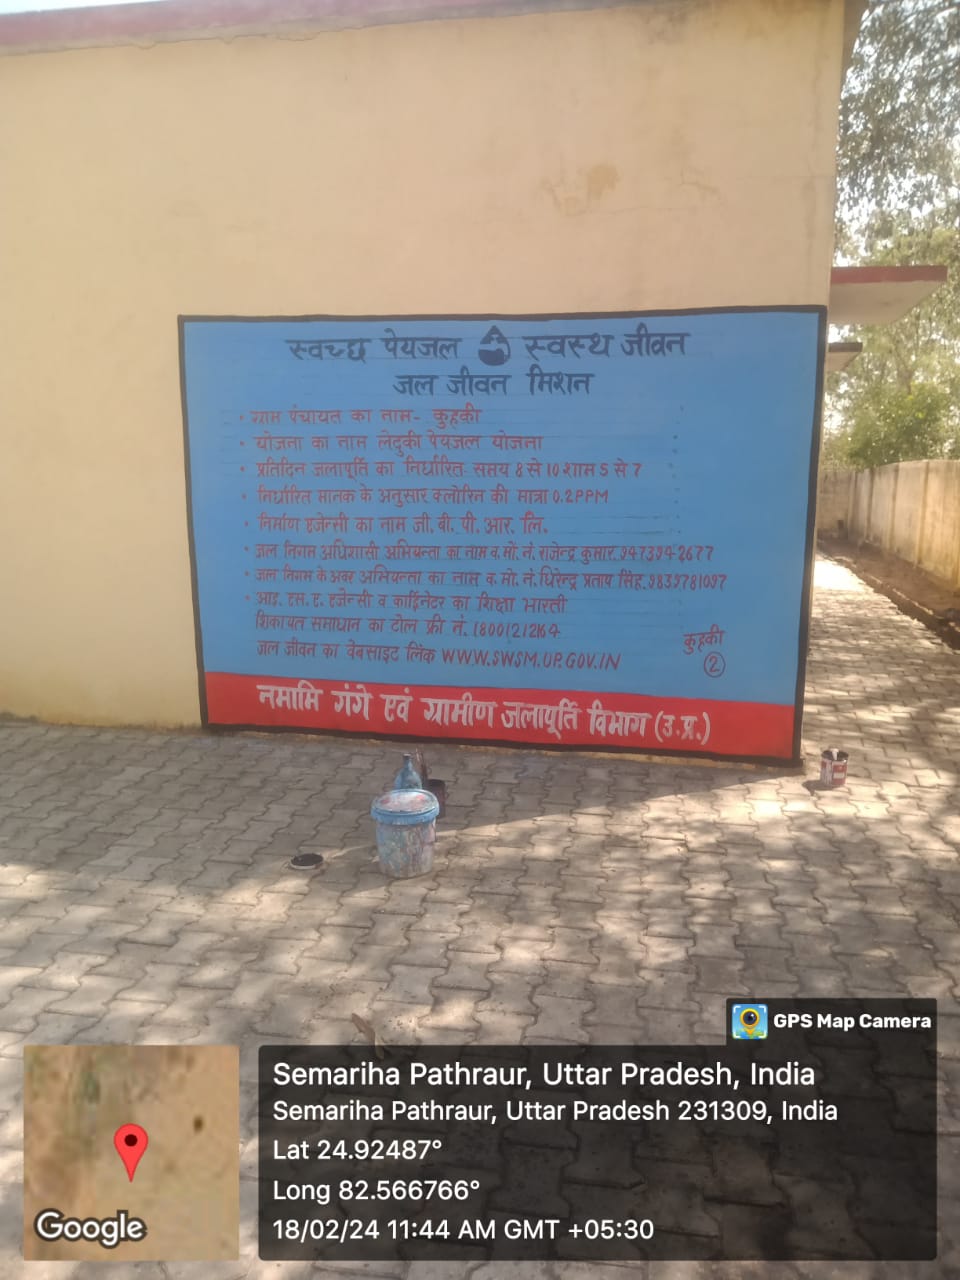 स्वच्छ पेयजल स्वस्थ जीवन
जल जीवन मिशन
• ग्राम पंचायत का नाम- कुहकी
• योजना का नाम लेदुकी पेयजल योजना
• प्रतिदिन जलापूर्ति का निर्धारित- समय 8 से 10 शाम 5 से 7
• निर्धारित मानक के अनुसार क्लोरिन की मात्रा 0.2PPM
• निर्माण एजेन्सी का नाम जी. वी. पी. आर. लि.
• जल निगम अधिशासी अभियन्ता का नाम व. मो. नं. राजेन्द्र कुमार. 9473942677
• जल निगम के अवर अभियन्ता का नाम व. मो. नं. धिरेन्द्र प्रताप सिंह. 9839781097
• आइ. एस. ए. एजेन्सी व कार्डिनेटर का शिक्षा भारती
शिकायत समाधान का टोल फ्री नं. 18001212164
जल जीवन का वेबसाइट लिंक WWW.SWSM.UP.GOV.IN
कुहकी
2
नमामि गंगे एवं ग्रामीण जलापूर्ति विभाग (उ.प्र.)
GPS Map Camera
Semariha Pathraur, Uttar Pradesh, India
Semariha Pathraur, Uttar Pradesh 231309, India
Lat 24.92487°
Long 82.566766°
18/02/24 11:44 AM GMT +05:30
Google